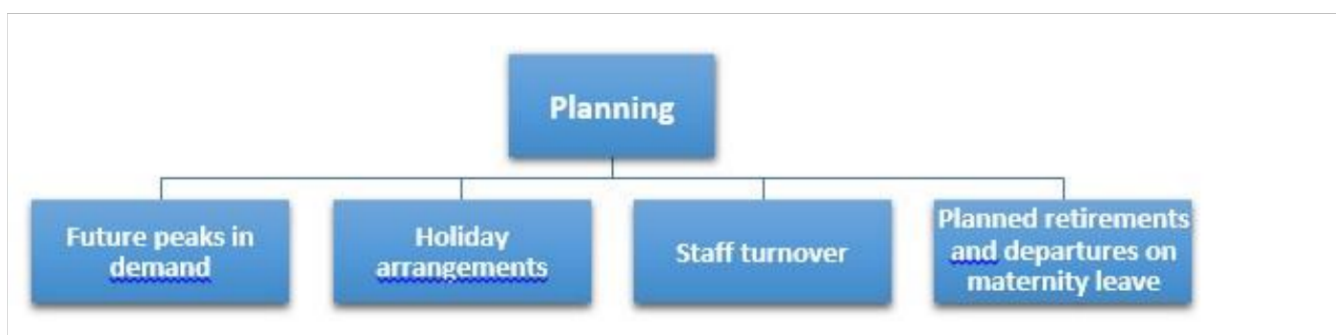 Planning
Future peaks in
demand
Holiday
arrangements
Staff turnover
Planned retirements
and departures on
maternity leave